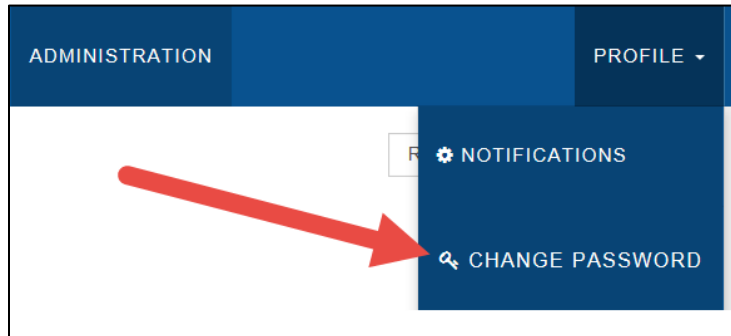 ADMINISTRATION
PROFILE
R
NOTIFICATIONS
CHANGE PASSWORD